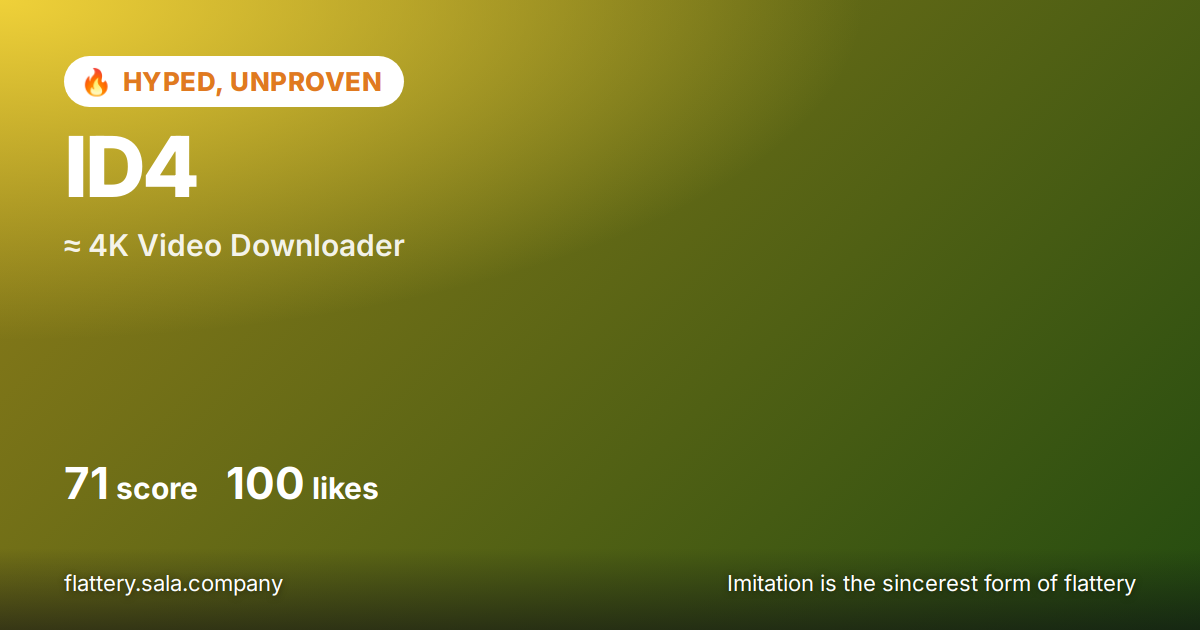 🔥 HYPED, UNPROVEN
ID4
≈ 4K Video Downloader
71 score 100 likes
flattery.sala.company
Imitation is the sincerest form of flattery